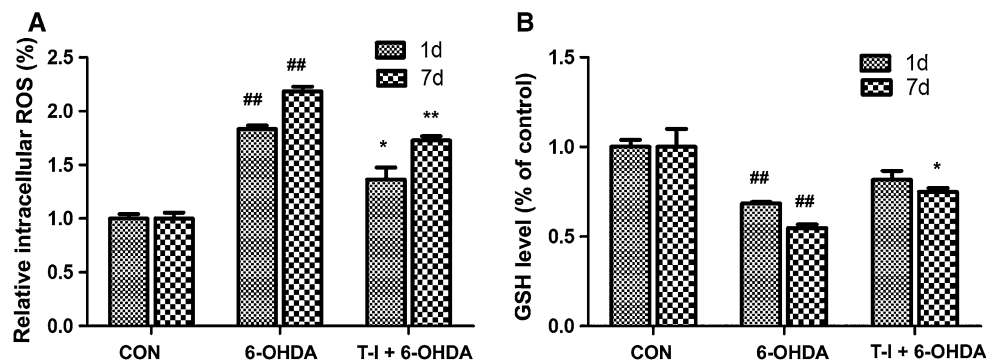 A
Relative intracellular ROS (%)
2.5
2.0
1.5
1.0
0.5
0.0
1d
7d
##
##
*
**
CON
6-OHDA
T-I + 6-OHDA
B
GSH level (% of control)
1.5
1.0
0.5
0.0
1d
7d
##
##
*
CON
6-OHDA
T-I + 6-OHDA